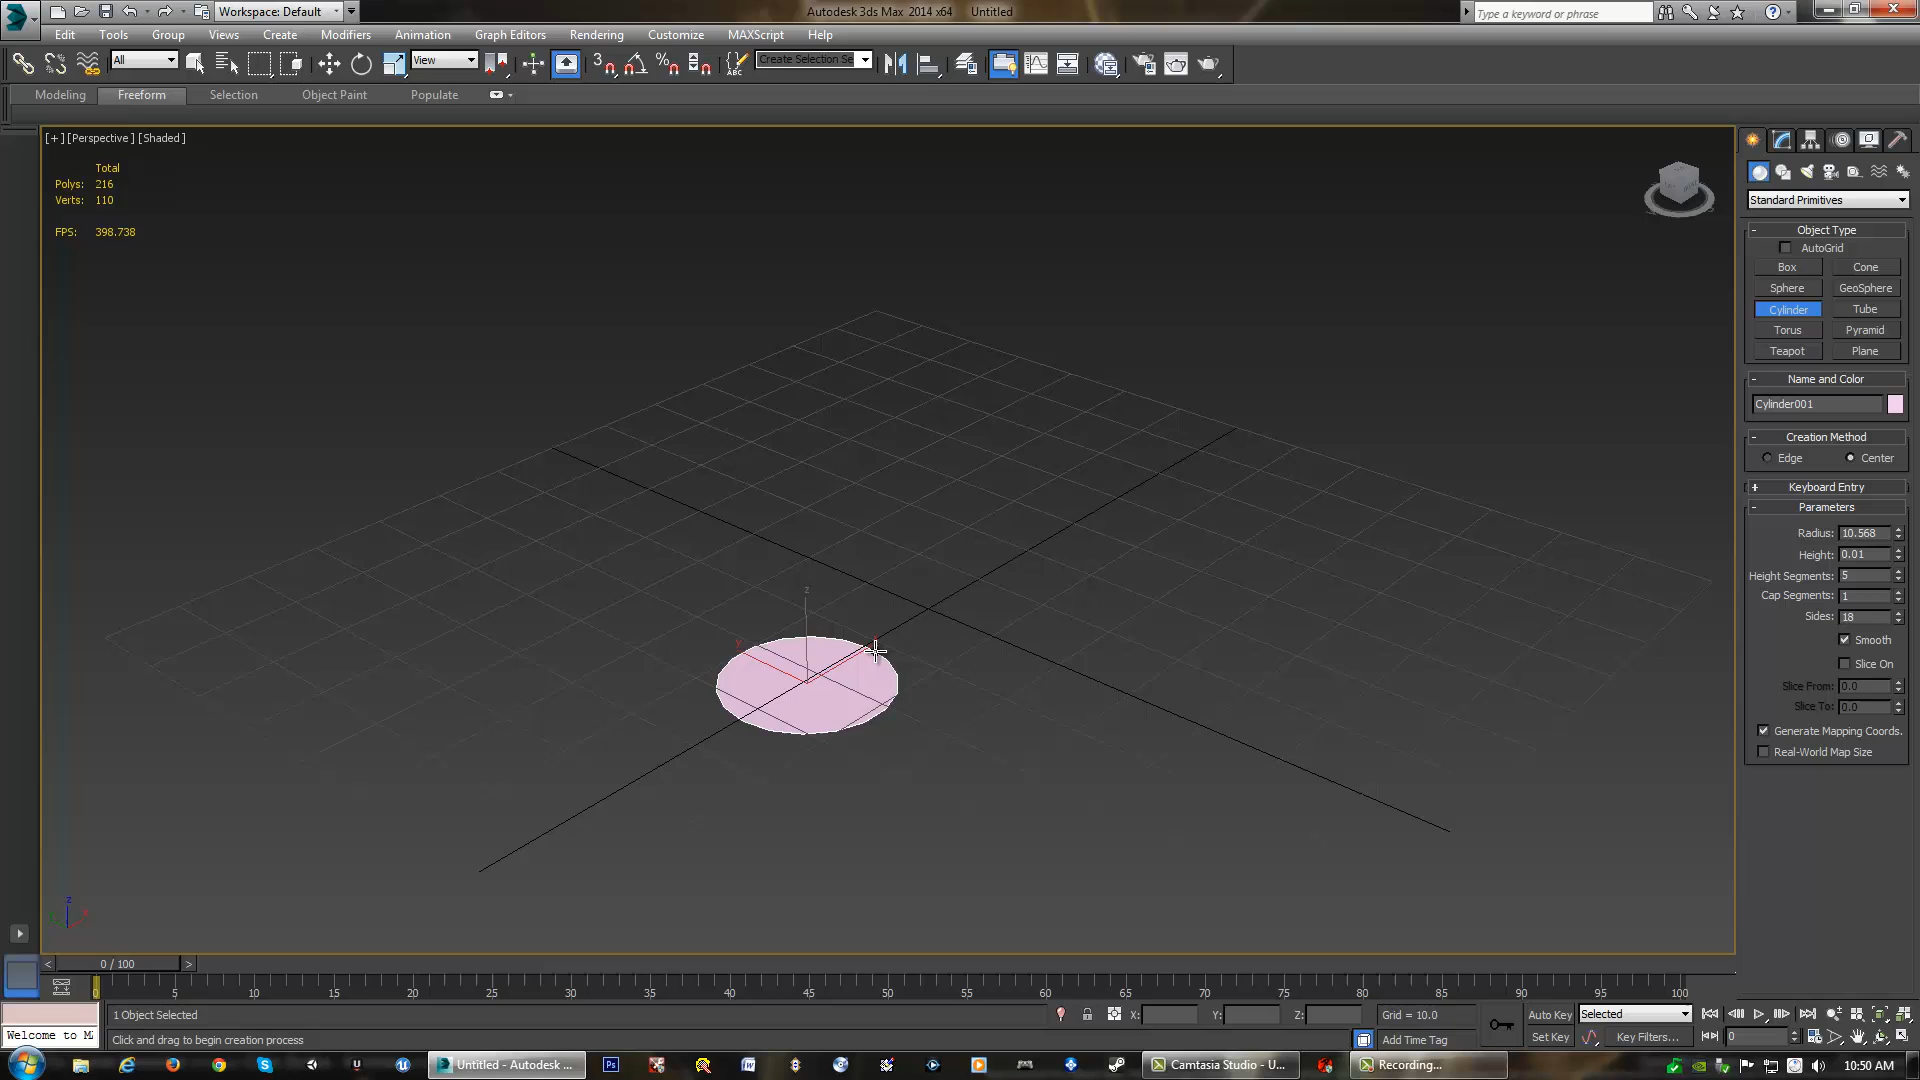 Workspace: Default
Autodesk 3ds Max 2014 x64 Untitled
Type a keyword or phrase
Edit Tools Group Views Create Modifiers Animation Graph Editors Rendering Customize MAXScript Help
All
View
3
ABC
Create Selection Se
Modeling Freeform Selection Object Paint Populate
[+][Perspective][Shaded]
Total
Polys: 216
Verts: 110
FPS: 398.738
Standard Primitives
- Object Type
AutoGrid
Box Cone
Sphere GeoSphere
Cylinder Tube
Torus Pyramid
Teapot Plane
- Name and Color
Cylinder001
- Creation Method
Edge Center
+ Keyboard Entry
- Parameters
Radius: 10.568
Height: 0.01
Height Segments: 5
Cap Segments: 1
Sides: 18
Smooth
Slice On
Slice From: 0.0
Slice To: 0.0
Generate Mapping Coords.
Real-World Map Size
z
y
z
x
< 0 / 100 >
5 10 15 20 25 30 35 40 45 50 55 60 65 70 75 80 85 90 95 100
1 Object Selected
X: Y: Z:
Grid = 10.0
Auto Key
Selected
Welcome to M
Click and drag to begin creation process
Add Time Tag
Set Key
Key Filters...
0
Untitled - Autodesk ...
Ps
Camtasia Studio - U...
Recording...
10:50 AM